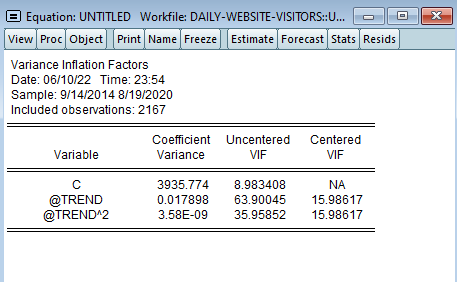 Equation: UNTITLED Workfile: DAILY-WEBSITE-VISITORS::U...
View Proc Object Print Name Freeze Estimate Forecast Stats Resids
Variance Inflation Factors
Date: 06/10/22 Time: 23:54
Sample: 9/14/2014 8/19/2020
Included observations: 2167
Coefficient Uncentered Centered
Variable Variance VIF VIF
C 3935.774 8.983408 NA
@TREND 0.017898 63.90045 15.98617
@TREND^2 3.58E-09 35.95852 15.98617